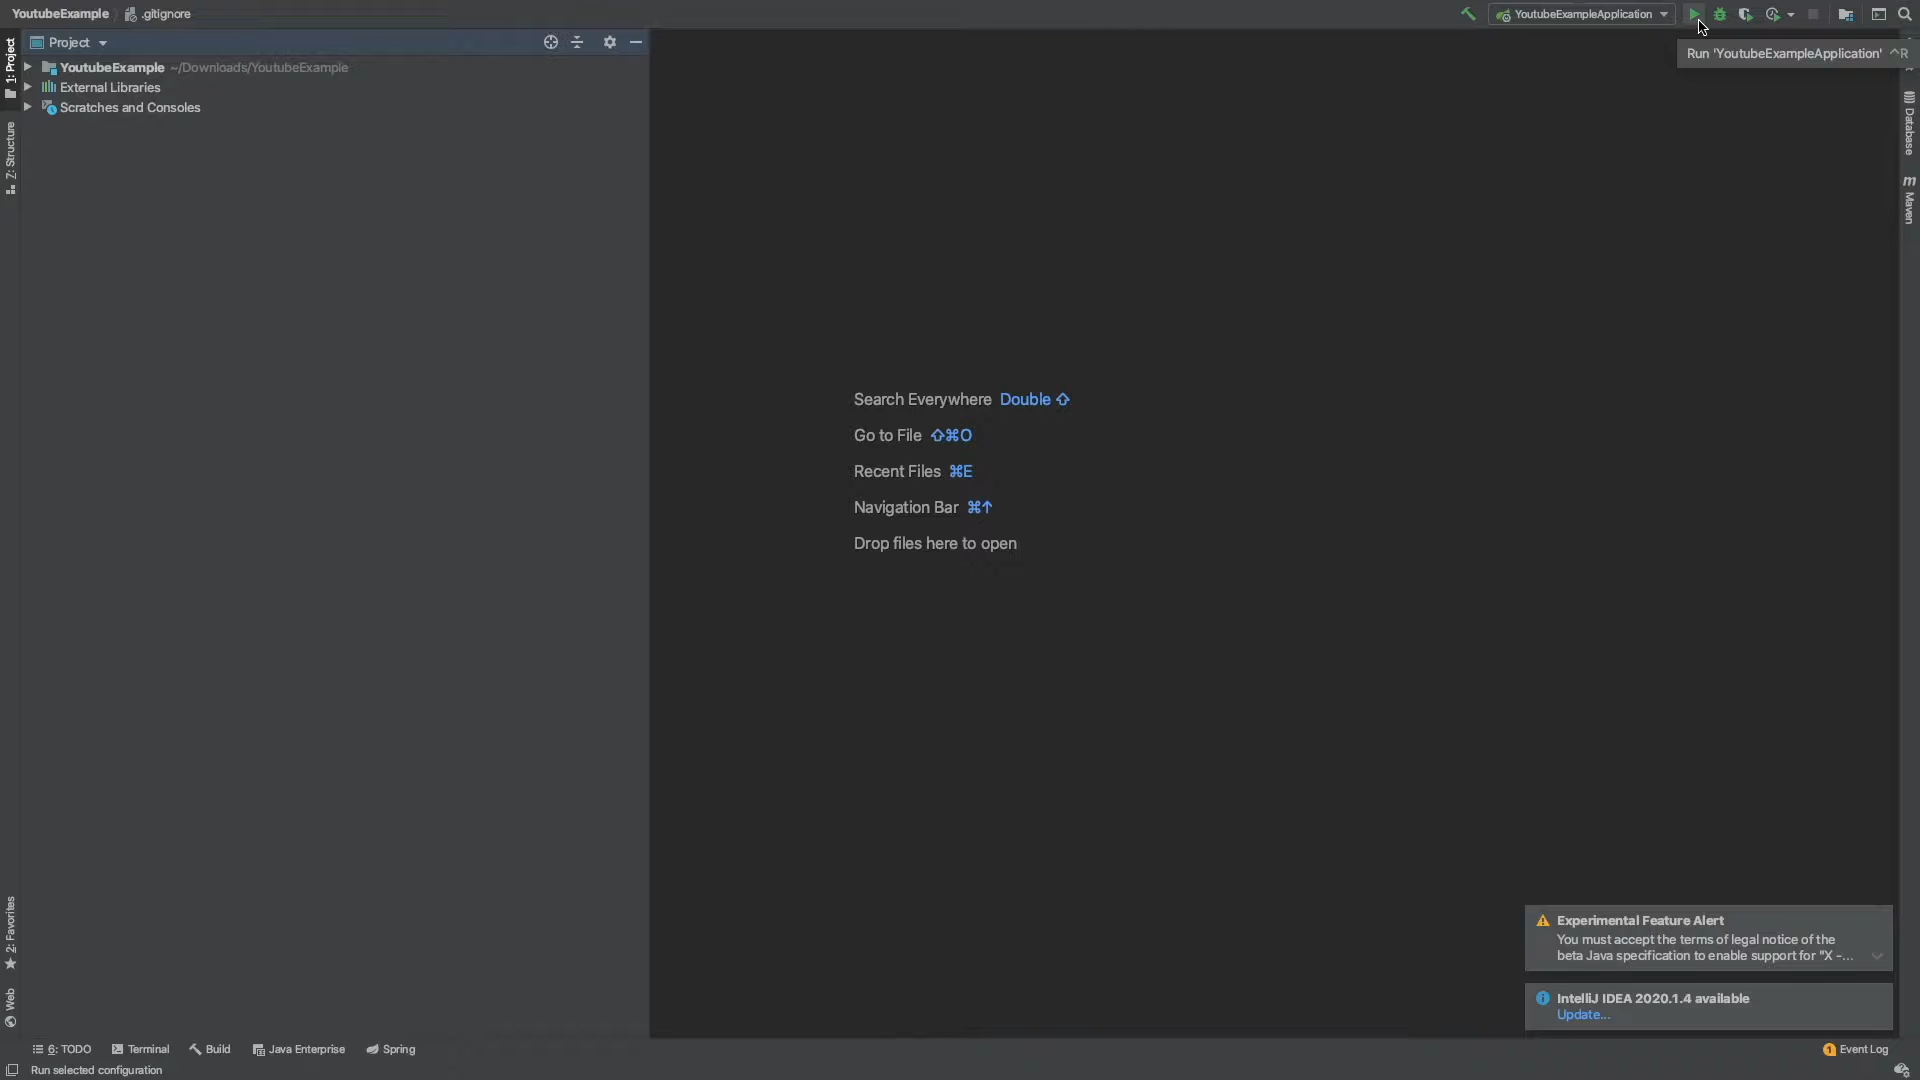 YoutubeExample .gitignore
YoutubeExampleApplication
Project
Run 'YoutubeExampleApplication' ^R
YoutubeExample ~/Downloads/YoutubeExample
External Libraries
Scratches and Consoles
1: Project
Z: Structure
2: Favorites
Web
Database
m Maven
Search Everywhere Double ⇧
Go to File ⇧⌘O
Recent Files ⌘E
Navigation Bar ⌘↑
Drop files here to open
Experimental Feature Alert
You must accept the terms of legal notice of the
beta Java specification to enable support for "X -...
IntelliJ IDEA 2020.1.4 available
Update...
6: TODO Terminal Build Java Enterprise Spring
1 Event Log
Run selected configuration